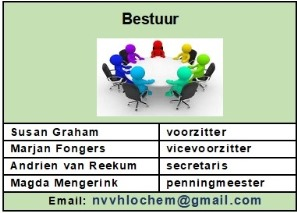 Bestuur
Susan Graham voorzitter
Marjan Fongers vicevoorzitter
Andrien van Reekum secretaris
Magda Mengerink penningmeester
Email: nvvhlochem@gmail.com